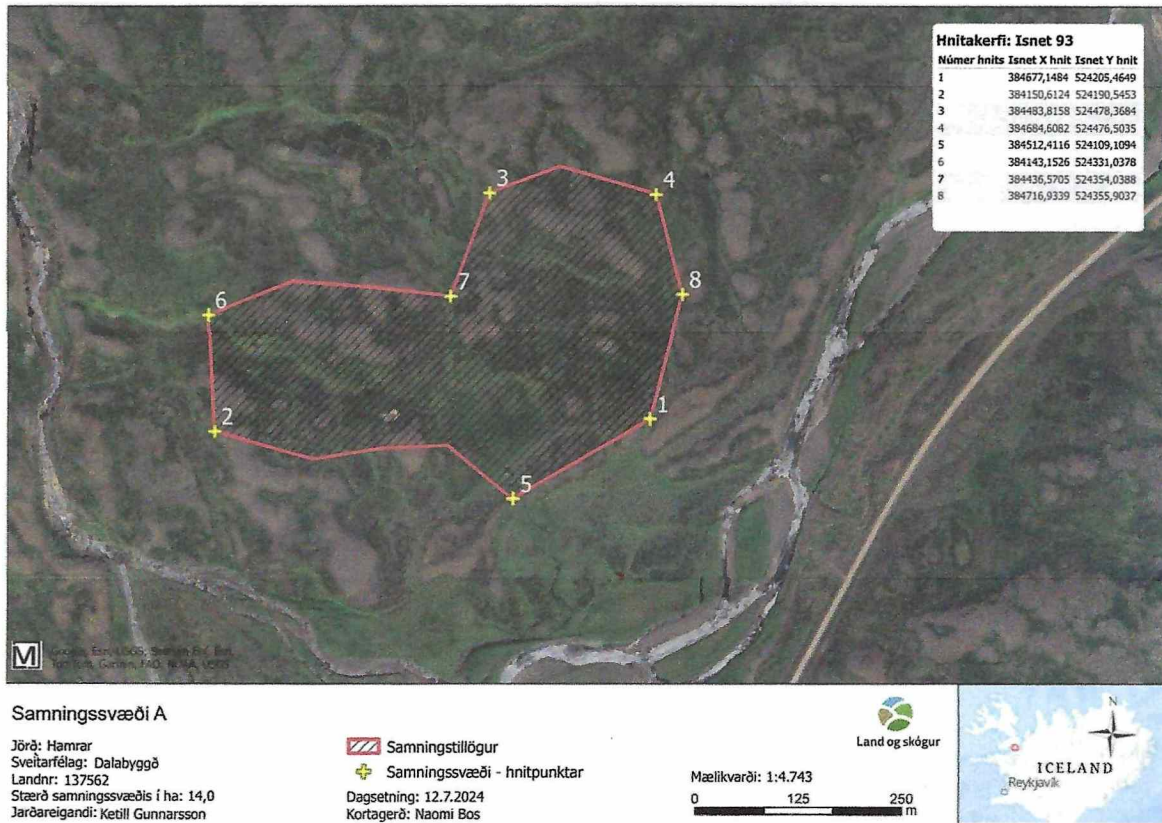 Hnitakerfi: Isnet 93
Númer hnits Isnet X hnit Isnet Y hnit
1 384677,1484 524205,4649
2 384150,6124 524190,5453
3 384483,8158 524478,3684
4 384684,6082 524476,5035
5 384512,4116 524109,1094
6 384143,1526 524331,0378
7 384436,5705 524354,0388
8 384716,9339 524355,9037
3
4
7
8
6
2
1
5
M
Samningssvæði A
Jörð: Hamrar
Sveitarfélag: Dalabyggð
Landnr: 137562
Stærð samningssvæðis í ha: 14,0
Jarðareigandi: Ketill Gunnarsson
Samningstillögur
Samningssvæði - hnitpunktar
Dagsetning: 12.7.2024
Kortagerð: Naomi Bos
Land og skógur
Mælikvarði: 1:4.743
0 125 250
m
N
ICELAND
Reykjavík